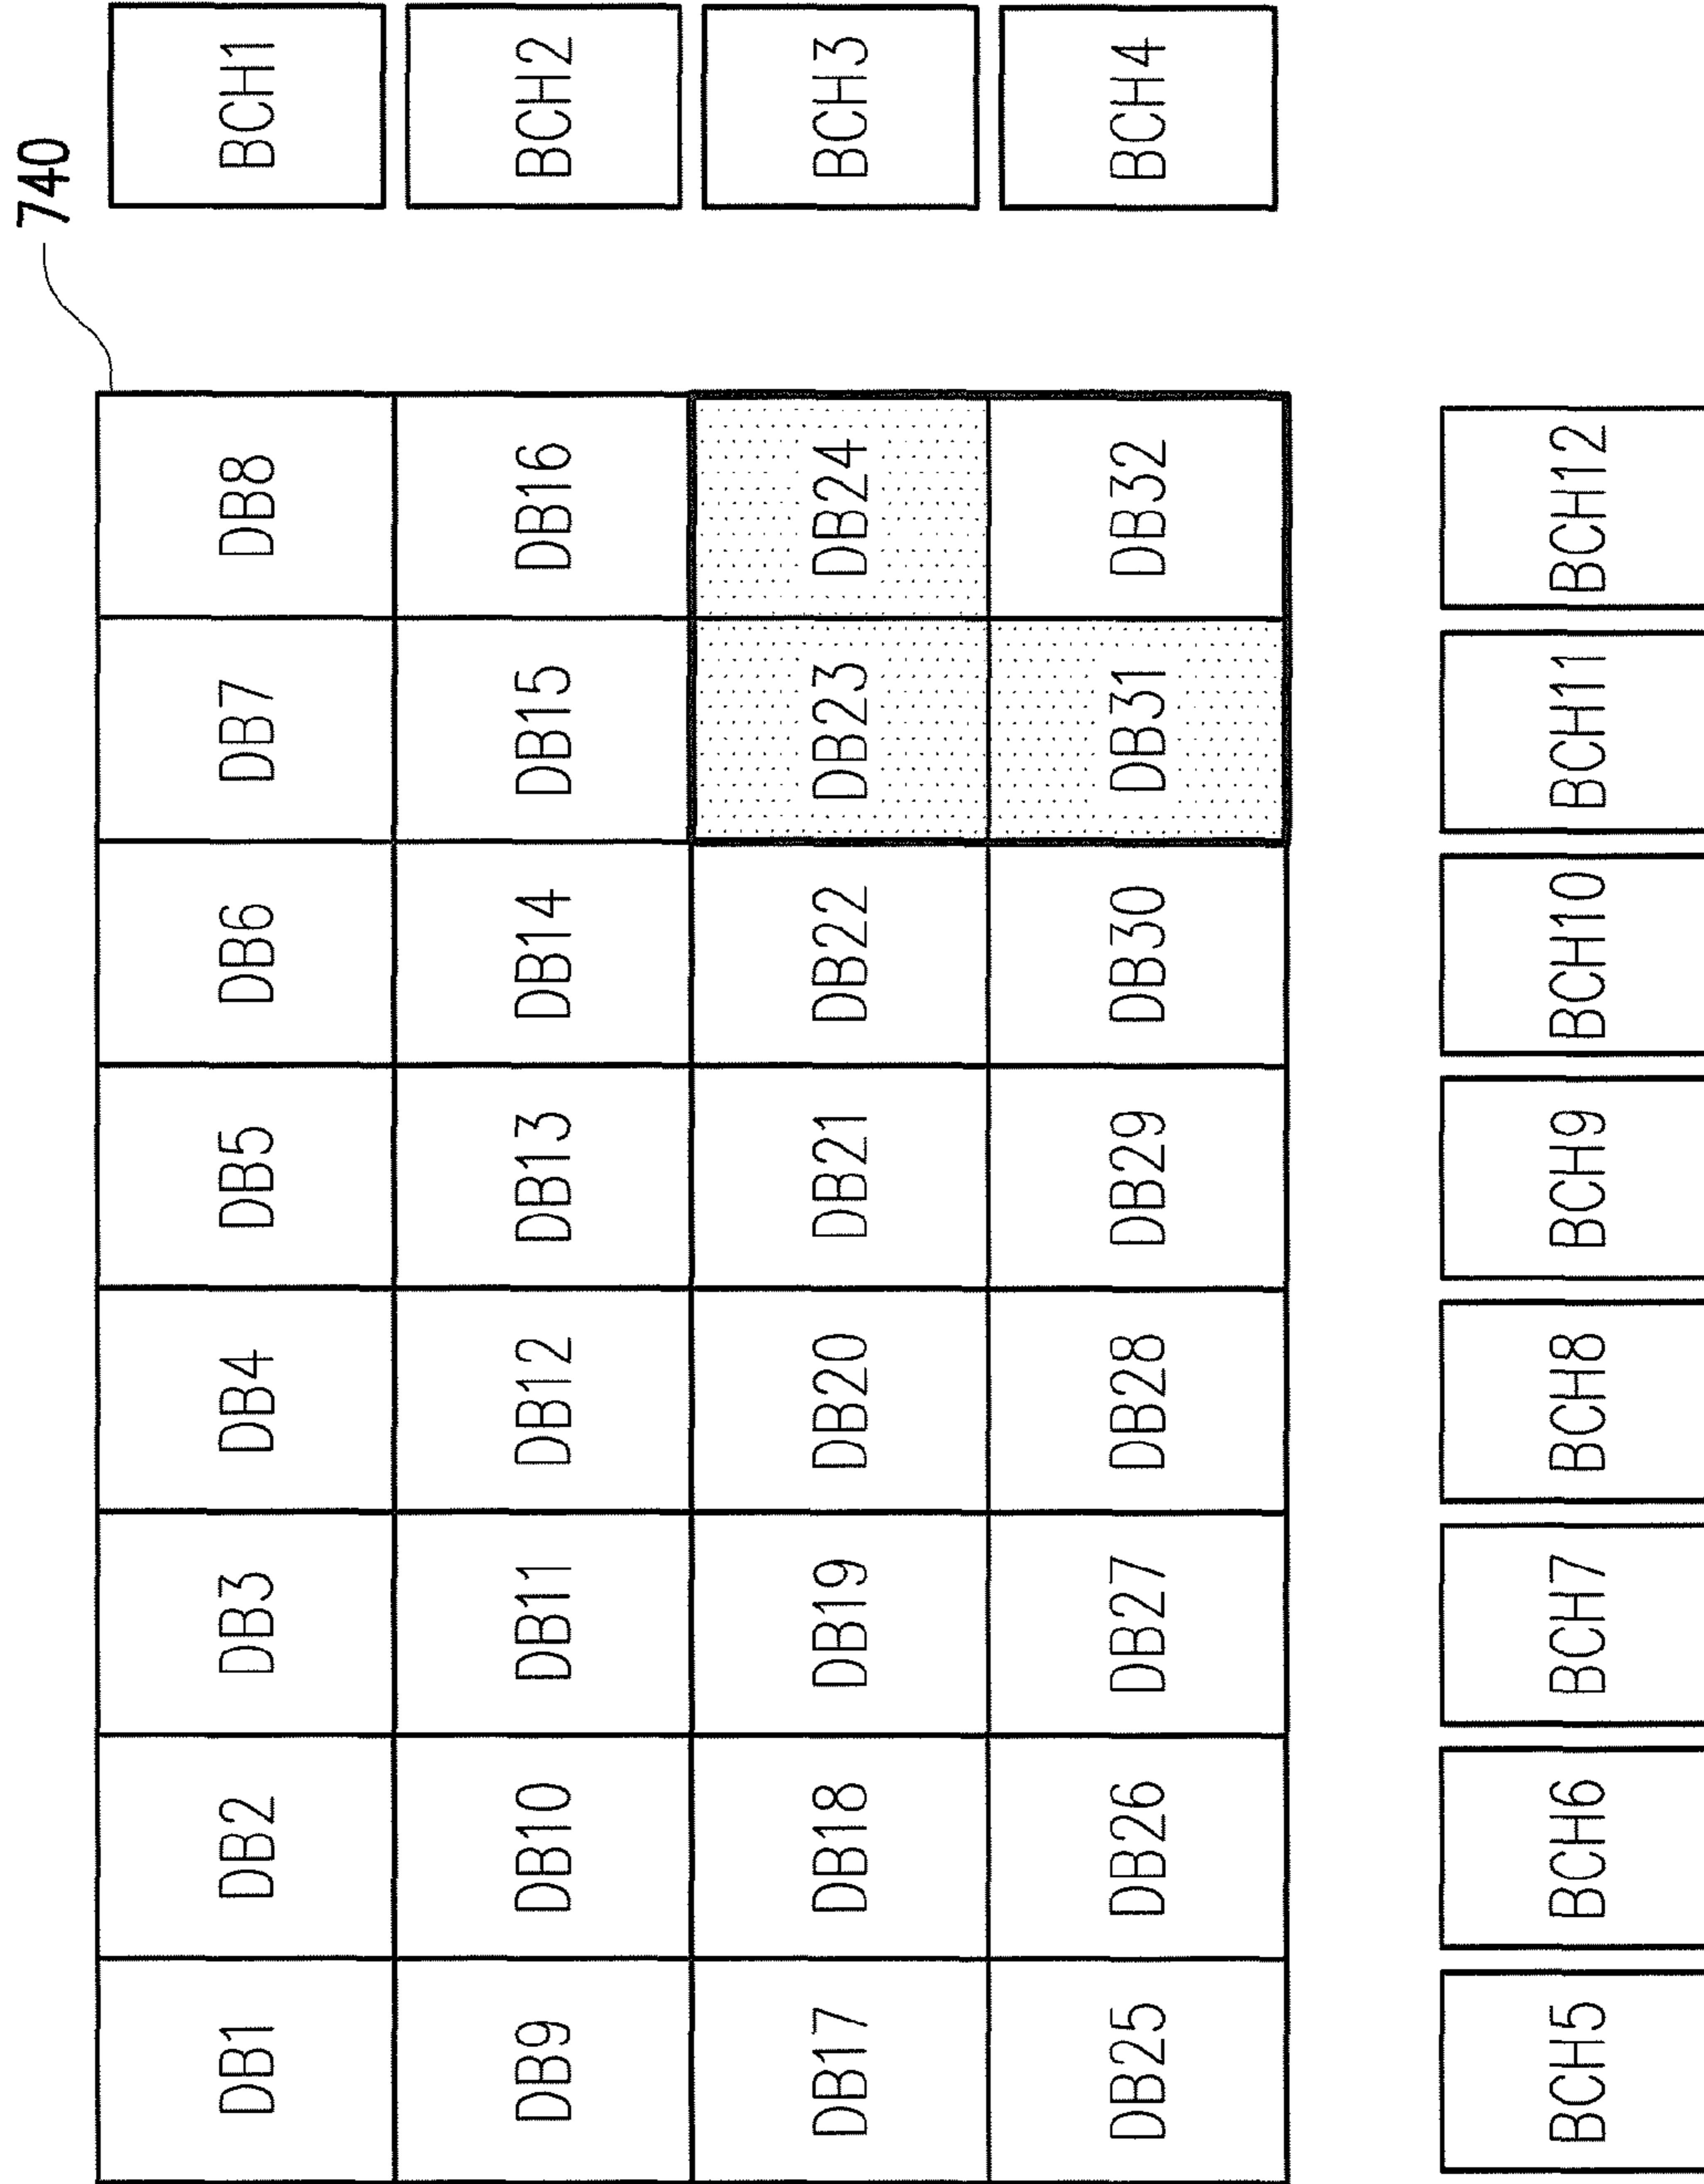 740
DB1 DB2 DB3 DB4 DB5 DB6 DB7 DB8 BCH1
DB9 DB10 DB11 DB12 DB13 DB14 DB15 DB16 BCH2
DB17 DB18 DB19 DB20 DB21 DB22 DB23 DB24 BCH3
DB25 DB26 DB27 DB28 DB29 DB30 DB31 DB32 BCH4
BCH5 BCH6 BCH7 BCH8 BCH9 BCH10 BCH11 BCH12